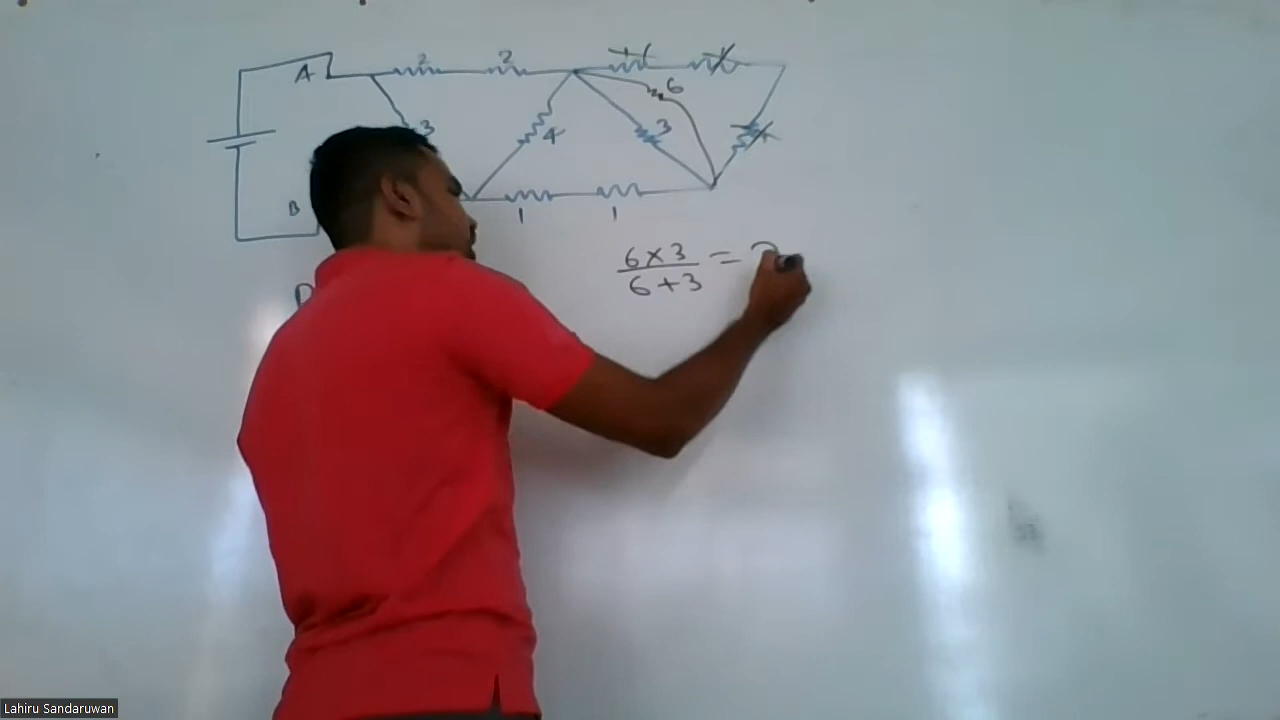 A 2 2
6
3 4 3
B
1 1
6 × 3 / 6 + 3 =
Lahiru Sandaruwan